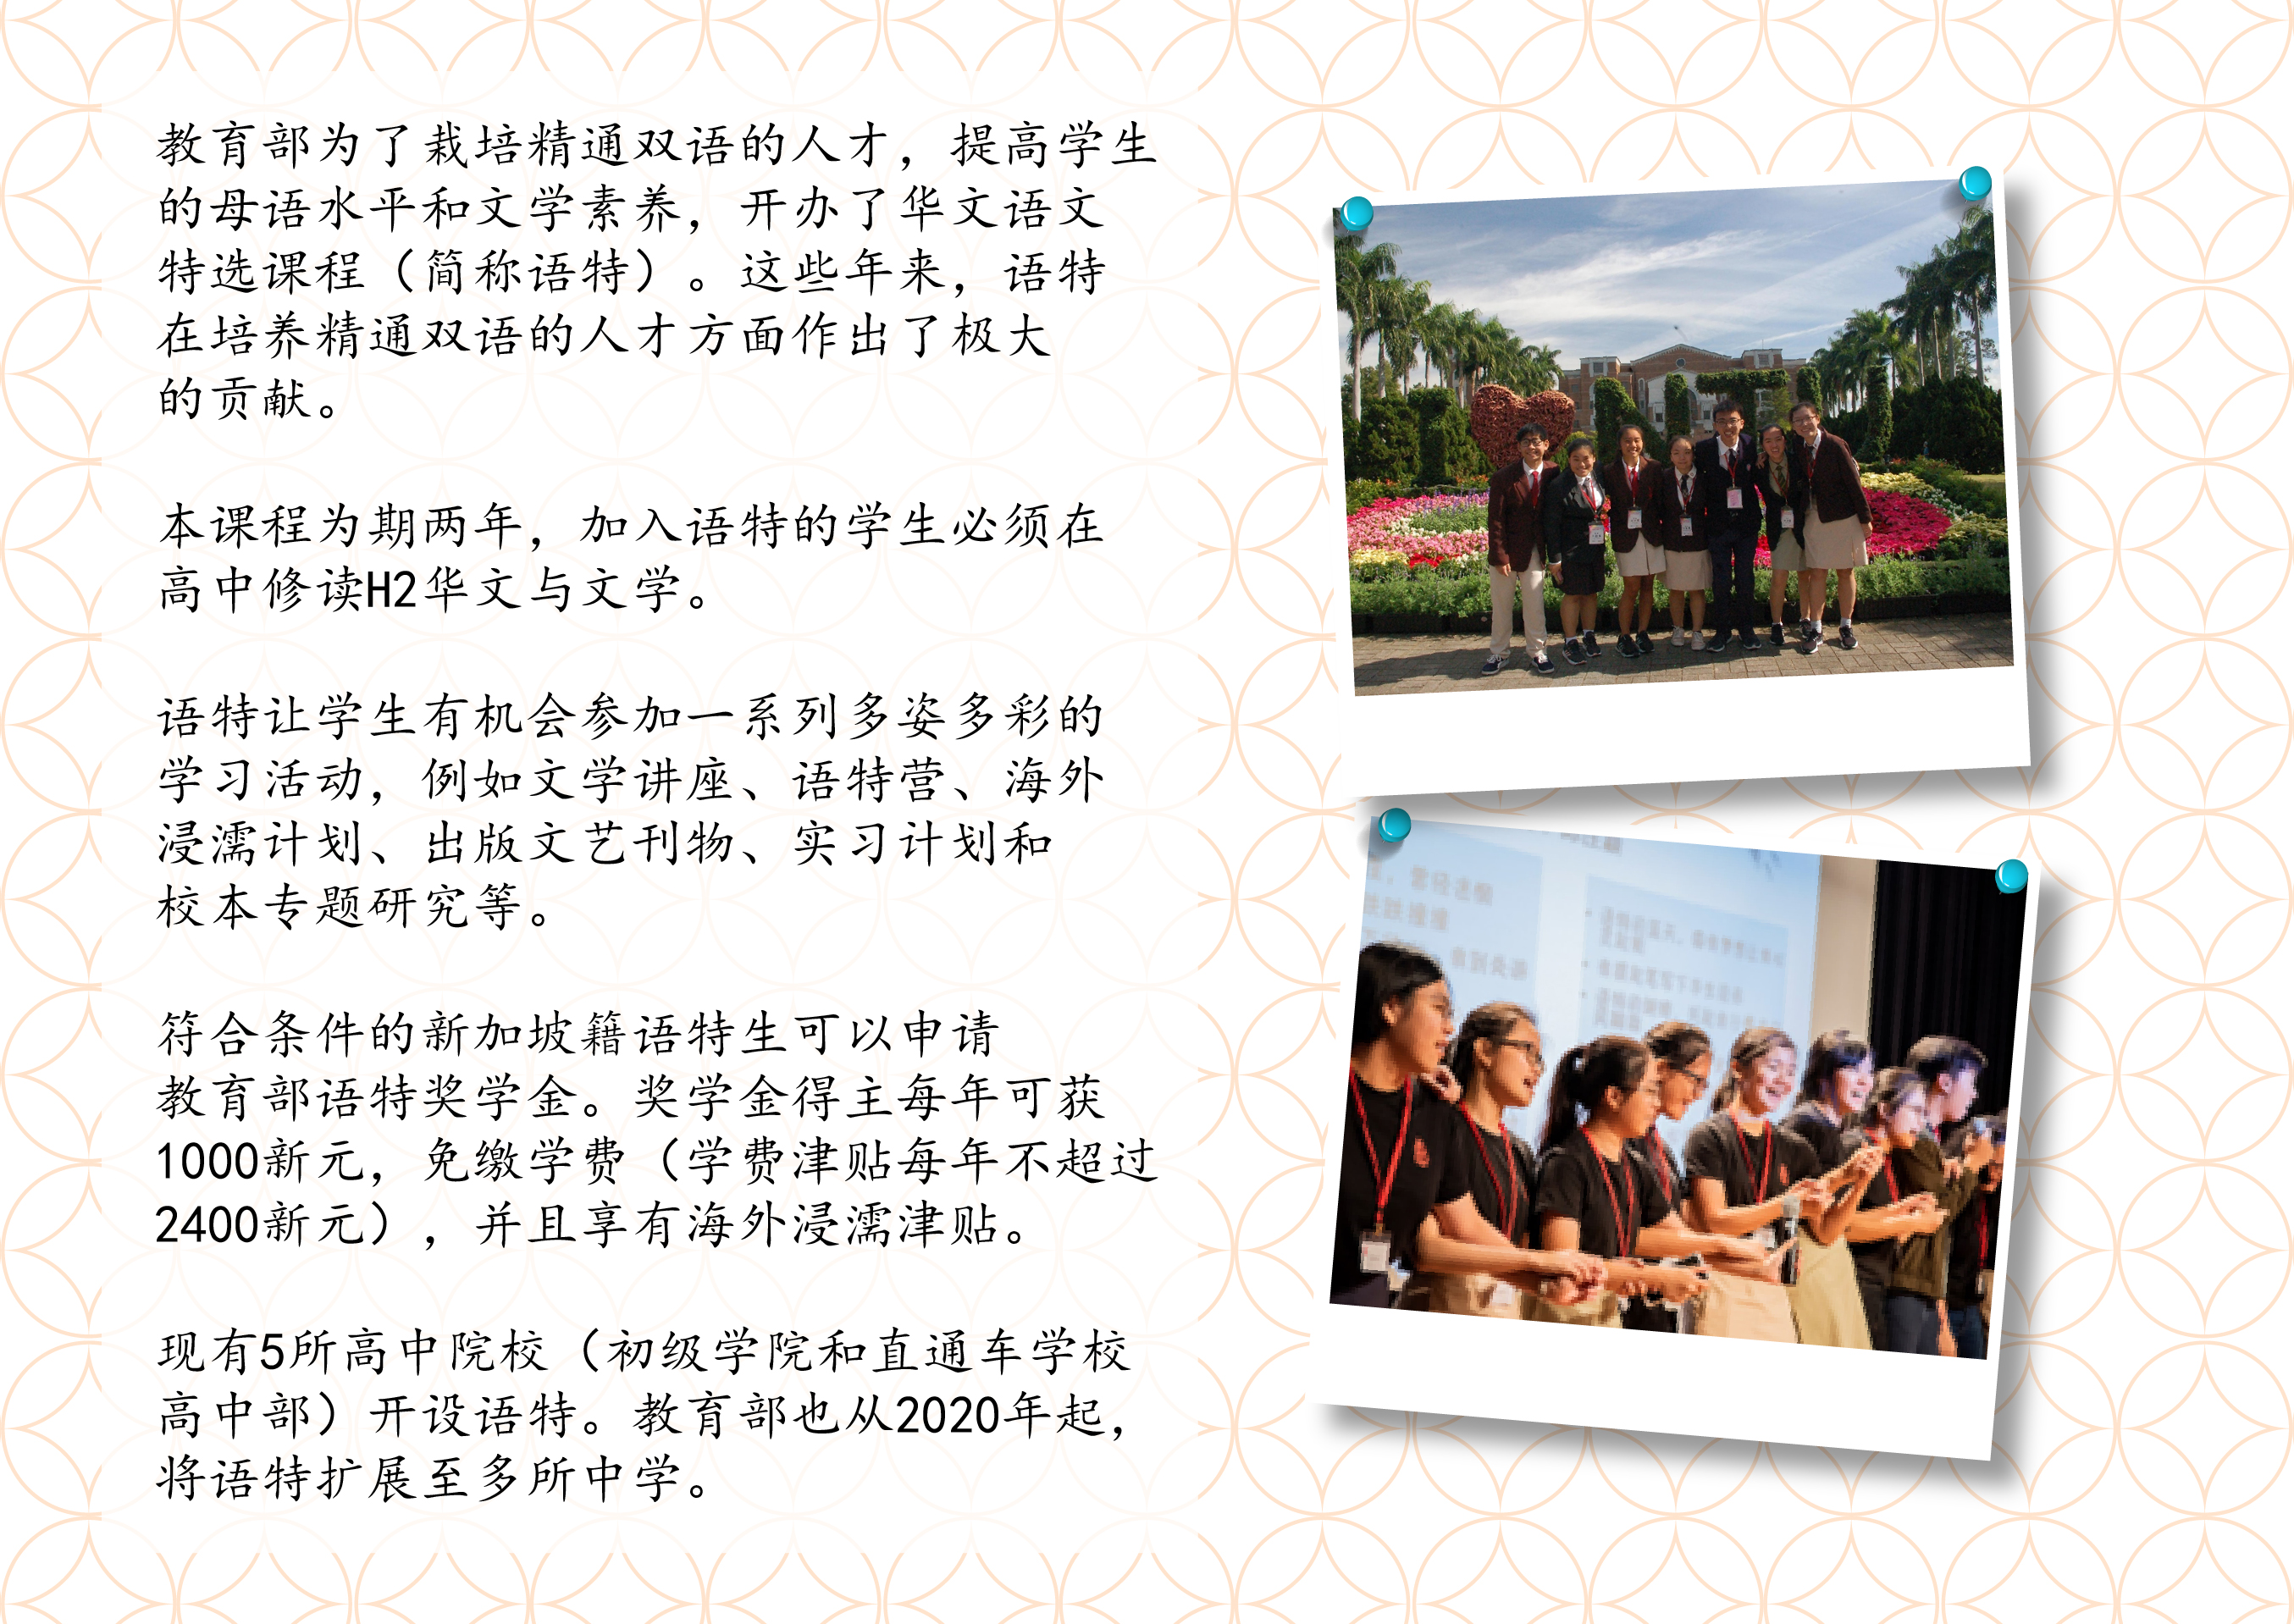 教育部为了栽培精通双语的人才，提高学生
的母语水平和文学素养，开办了华文语文
特选课程（简称语特）。这些年来，语特
在培养精通双语的人才方面作出了极大
的贡献。
本课程为期两年，加入语特的学生必须在
高中修读H2华文与文学。
语特让学生有机会参加一系列多姿多彩的
学习活动，例如文学讲座、语特营、海外
浸濡计划、出版文艺刊物、实习计划和
校本专题研究等。
符合条件的新加坡籍语特生可以申请
教育部语特奖学金。奖学金得主每年可获
1000新元，免缴学费（学费津贴每年不超过
2400新元），并且享有海外浸濡津贴。
现有5所高中院校（初级学院和直通车学校
高中部）开设语特。教育部也从2020年起，
将语特扩展至多所中学。